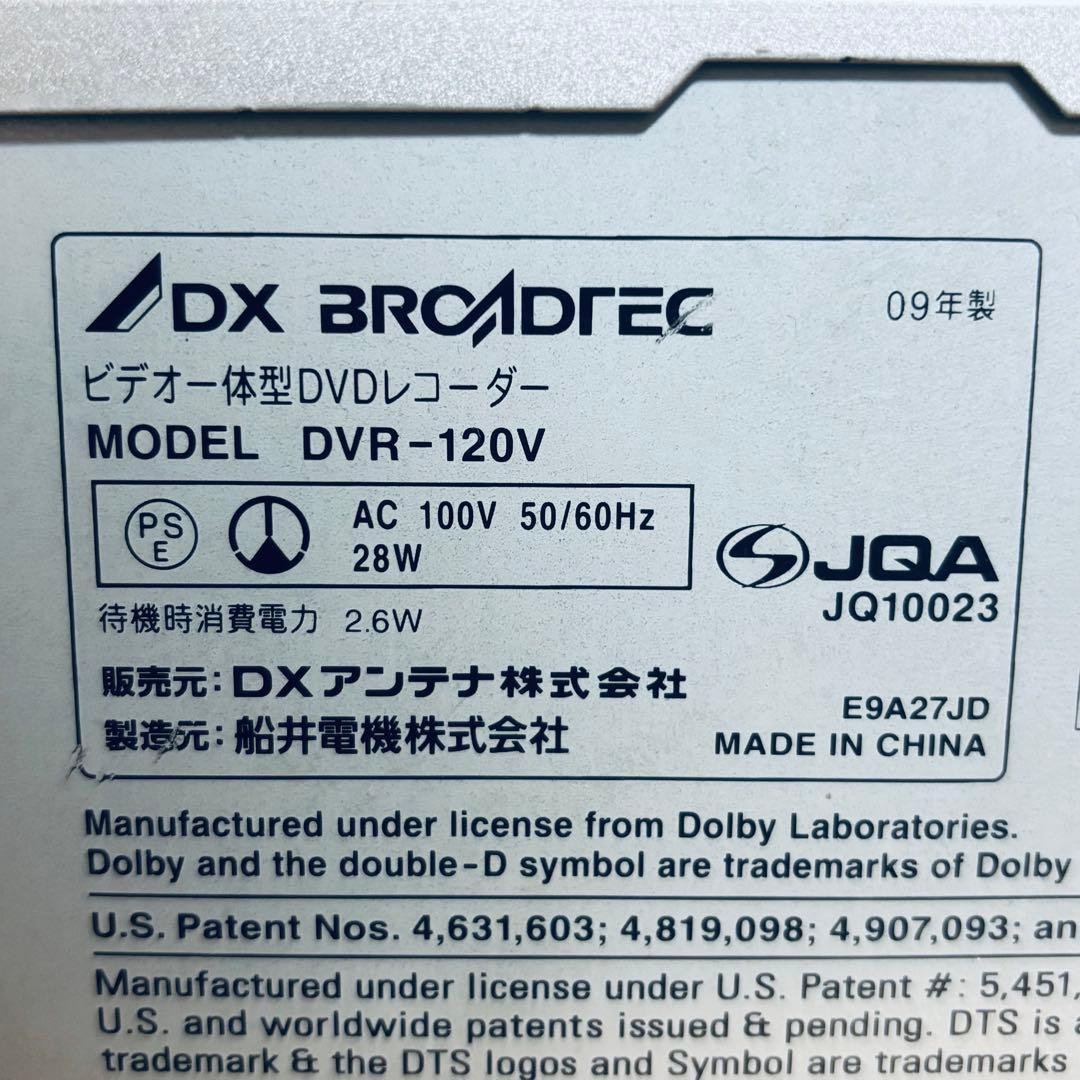 DX BROADTEC
09年製
ビデオ一体型DVDレコーダー
MODEL DVR-120V
PS
E
AC 100V 50/60Hz
28W
JQA
JQ10023
待機時消費電力 2.6W
販売元:DXアンテナ株式会社
製造元:船井電機株式会社
E9A27JD
MADE IN CHINA
Manufactured under license from Dolby Laboratories.
Dolby and the double-D symbol are trademarks of Dolby
U.S. Patent Nos. 4,631,603; 4,819,098; 4,907,093; an
Manufactured under license under U.S. Patent #: 5,451,
U.S. and worldwide patents issued & pending. DTS is a
trademark & the DTS logos and Symbol are trademarks